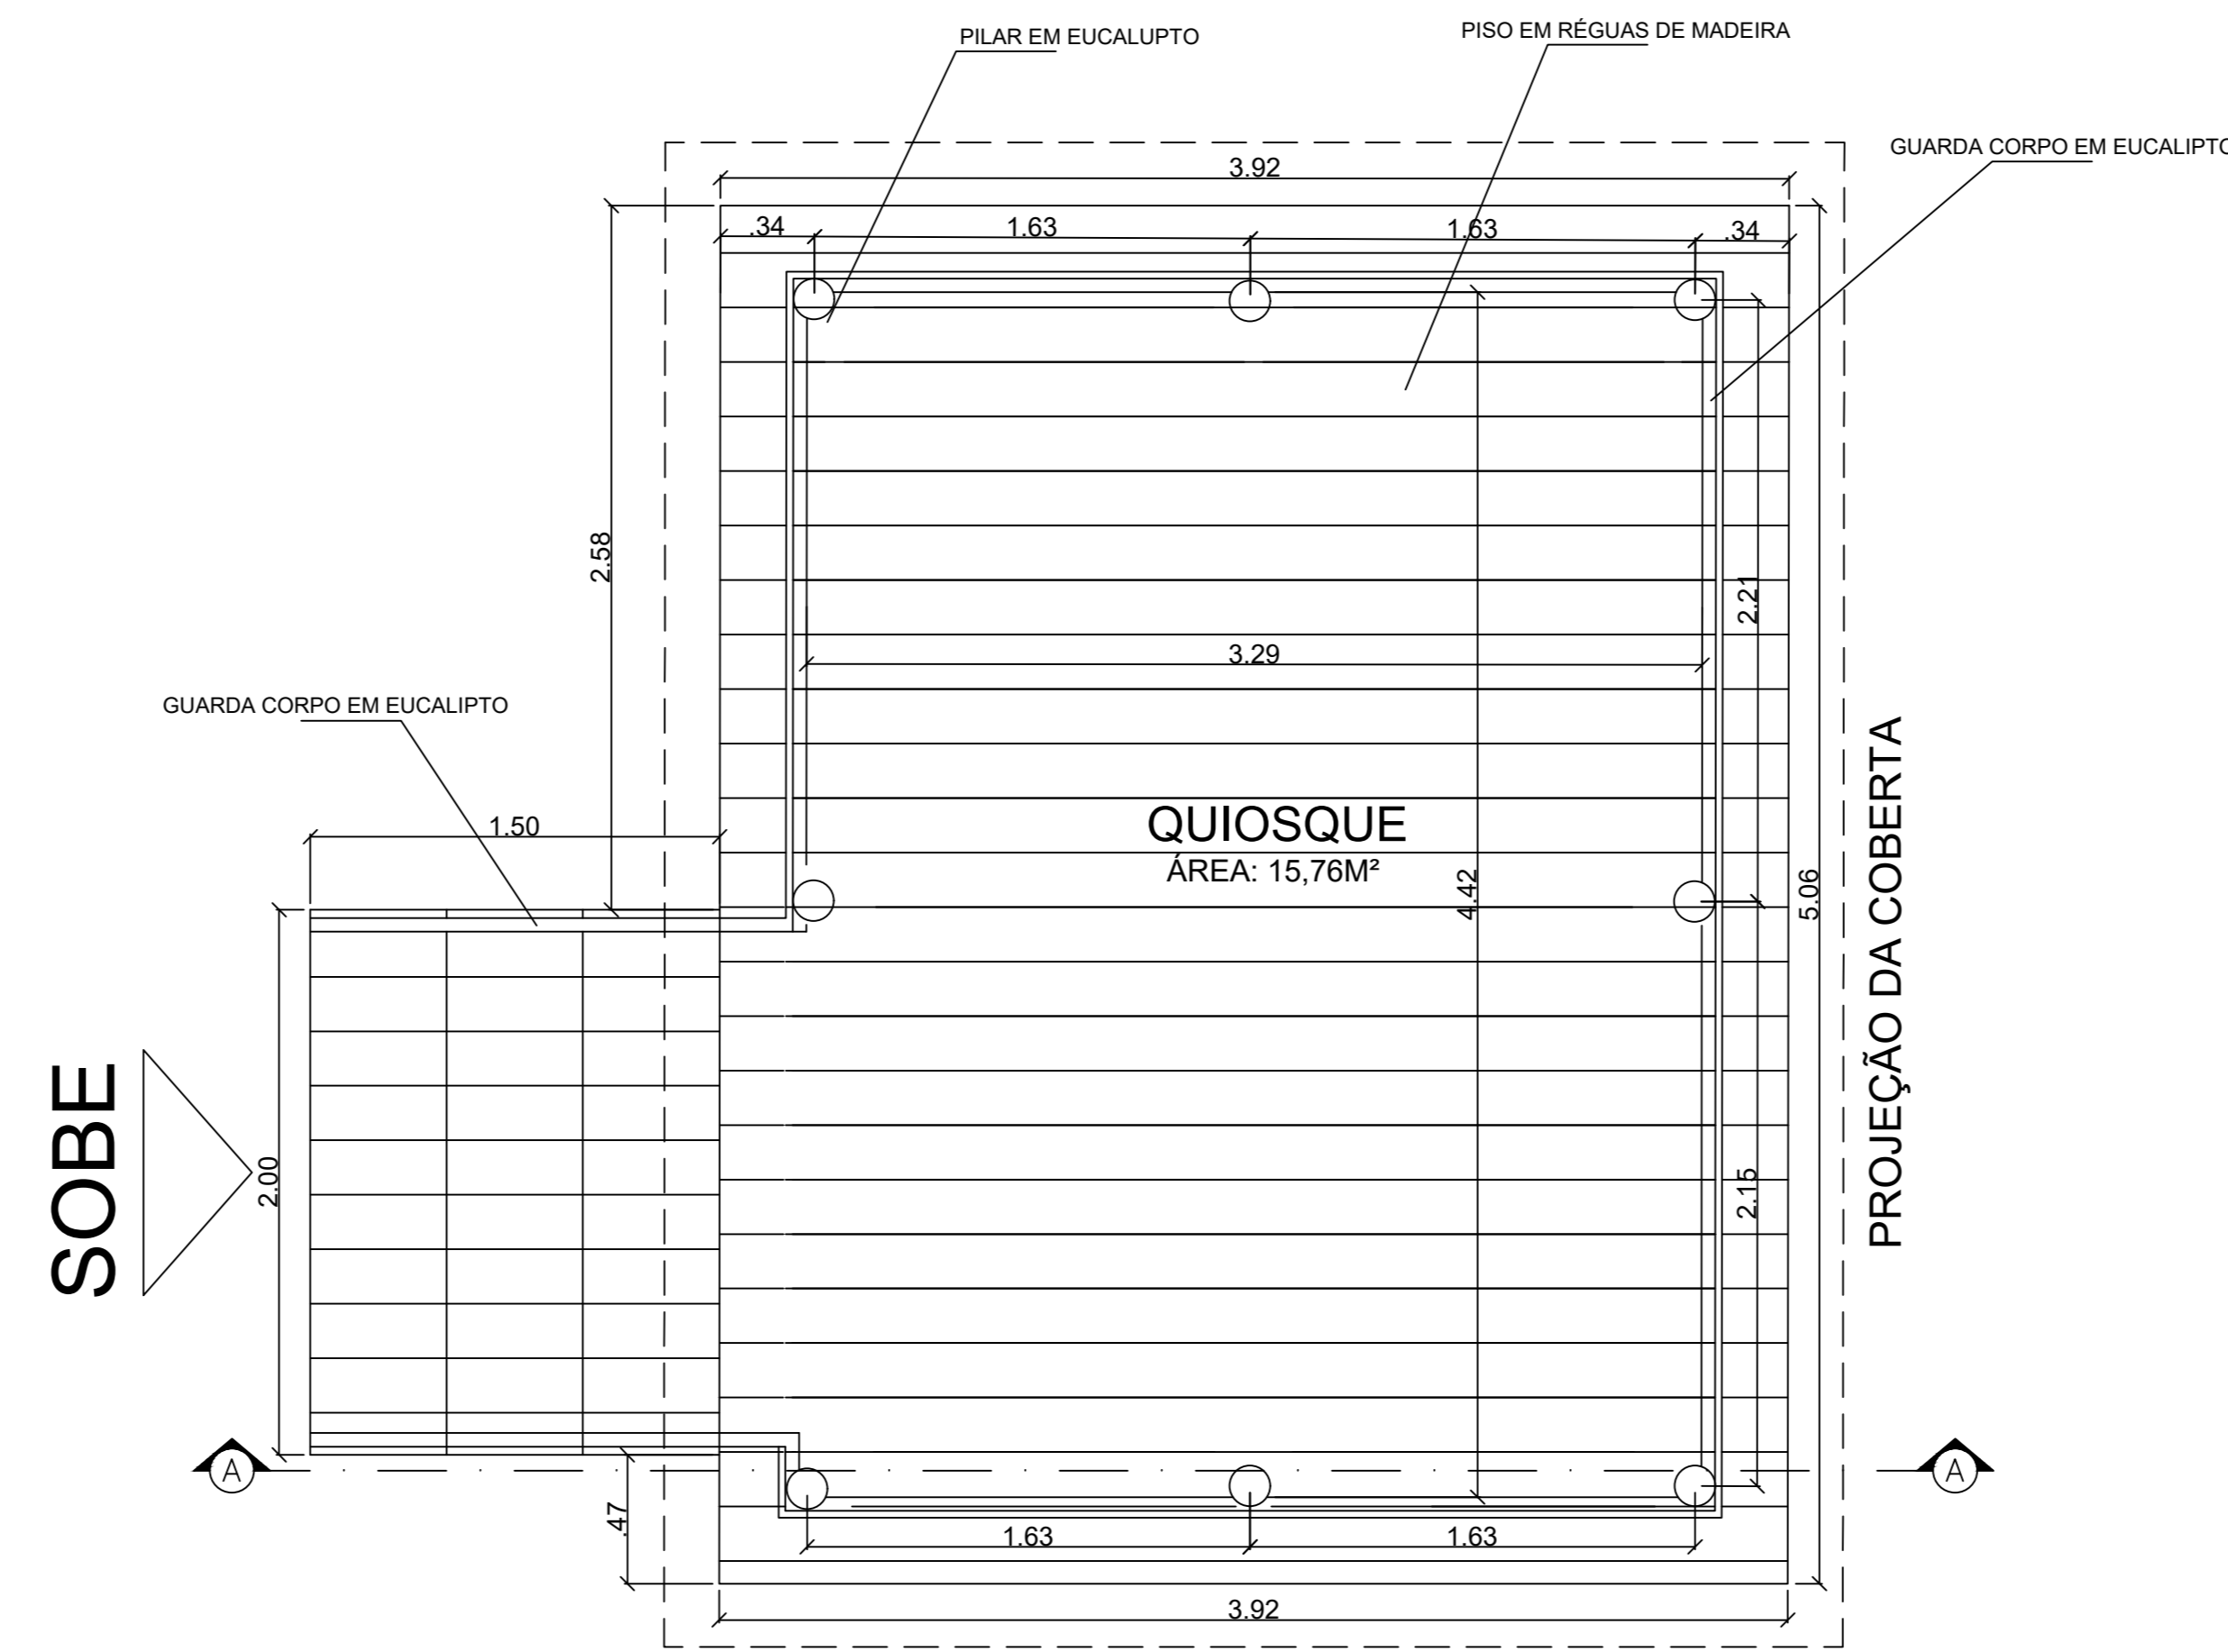 PILAR EM EUCALUPTO
PISO EM RÉGUAS DE MADEIRA
GUARDA CORPO EM EUCALIPTO
3.92
.34
1.63
1.63
.34
2.58
2.21
3.29
GUARDA CORPO EM EUCALIPTO
1.50
QUIOSQUE
ÁREA: 15,76M²
4.42
5.06
PROJEÇÃO DA COBERTA
SOBE
2.00
2.15
A
A
.47
1.63
1.63
3.92